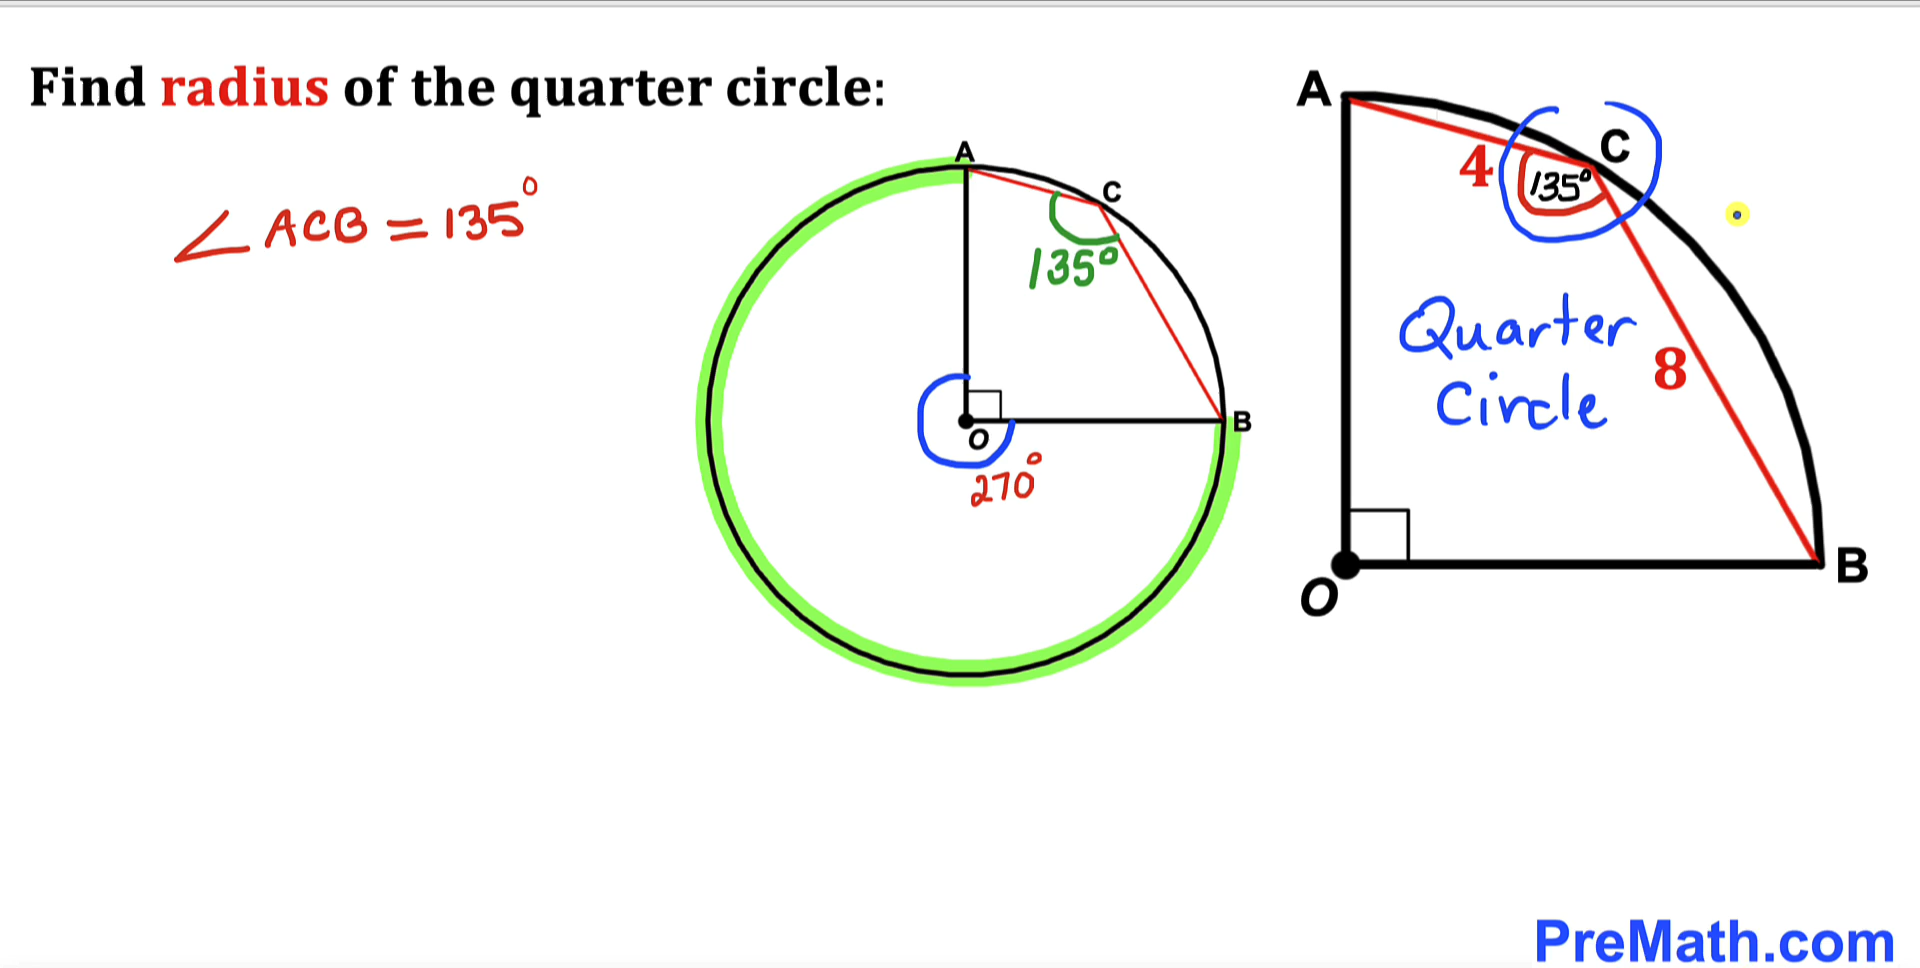 Find radius of the quarter circle:
∠ACB = 135°
A
C
135°
O
B
270°
A
C
4
135°
Quarter
Circle
8
O
B
PreMath.com